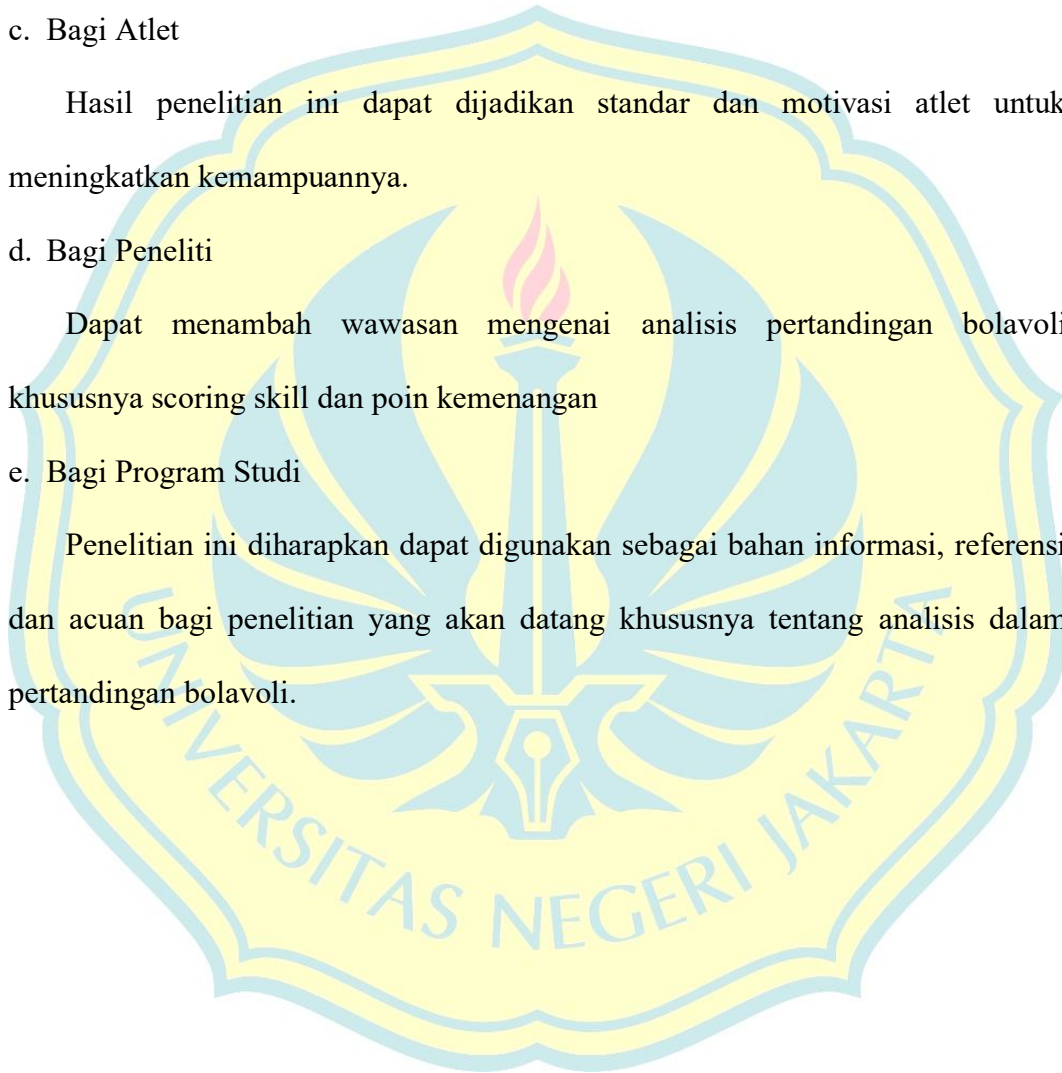 c. Bagi Atlet
Hasil penelitian ini dapat dijadikan standar dan motivasi atlet untuk
meningkatkan kemampuannya.
d. Bagi Peneliti
Dapat menambah wawasan mengenai analisis pertandingan bolavoli
khususnya scoring skill dan poin kemenangan
e. Bagi Program Studi
Penelitian ini diharapkan dapat digunakan sebagai bahan informasi, referensi
dan acuan bagi penelitian yang akan datang khususnya tentang analisis dalam
pertandingan bolavoli.
UNIVERSITAS NEGERI JAKARTA